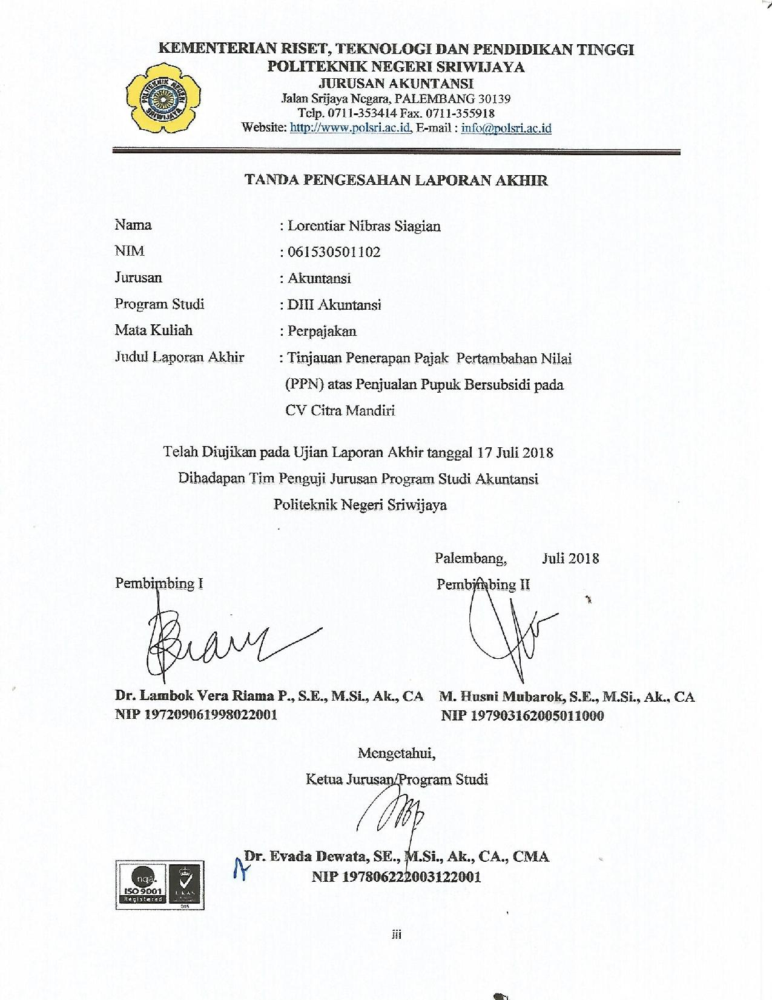 KEMENTERIAN RISET, TEKNOLOGI DAN PENDIDIKAN TINGGI
POLITEKNIK NEGERI SRIWIJAYA
JURUSAN AKUNTANSI
Jalan Srijaya Negara, PALEMBANG 30139
Telp. 0711-353414 Fax. 0711-355918
Website: http://www.polsri.ac.id, E-mail : info@polsri.ac.id
POLITEKNIK NEGERI
SRIWIJAYA
TANDA PENGESAHAN LAPORAN AKHIR
Nama : Lorentiar Nibras Siagian
NIM : 061530501102
Jurusan : Akuntansi
Program Studi : DIII Akuntansi
Mata Kuliah : Perpajakan
Judul Laporan Akhir : Tinjauan Penerapan Pajak Pertambahan Nilai
(PPN) atas Penjualan Pupuk Bersubsidi pada
CV Citra Mandiri
Telah Diujikan pada Ujian Laporan Akhir tanggal 17 Juli 2018
Dihadapan Tim Penguji Jurusan Program Studi Akuntansi
Politeknik Negeri Sriwijaya
Palembang, Juli 2018
Pembimbing I Pembimbing II
Dr. Lambok Vera Riama P., S.E., M.Si., Ak., CA M. Husni Mubarok, S.E., M.Si., Ak., CA
NIP 197209061998022001 NIP 197903162005011000
Mengetahui,
Ketua Jurusan/Program Studi
Dr. Evada Dewata, SE., M.Si., Ak., CA., CMA
NIP 197806222003122001
nqa.
ISO 9001
Registered
UKAS
015
iii